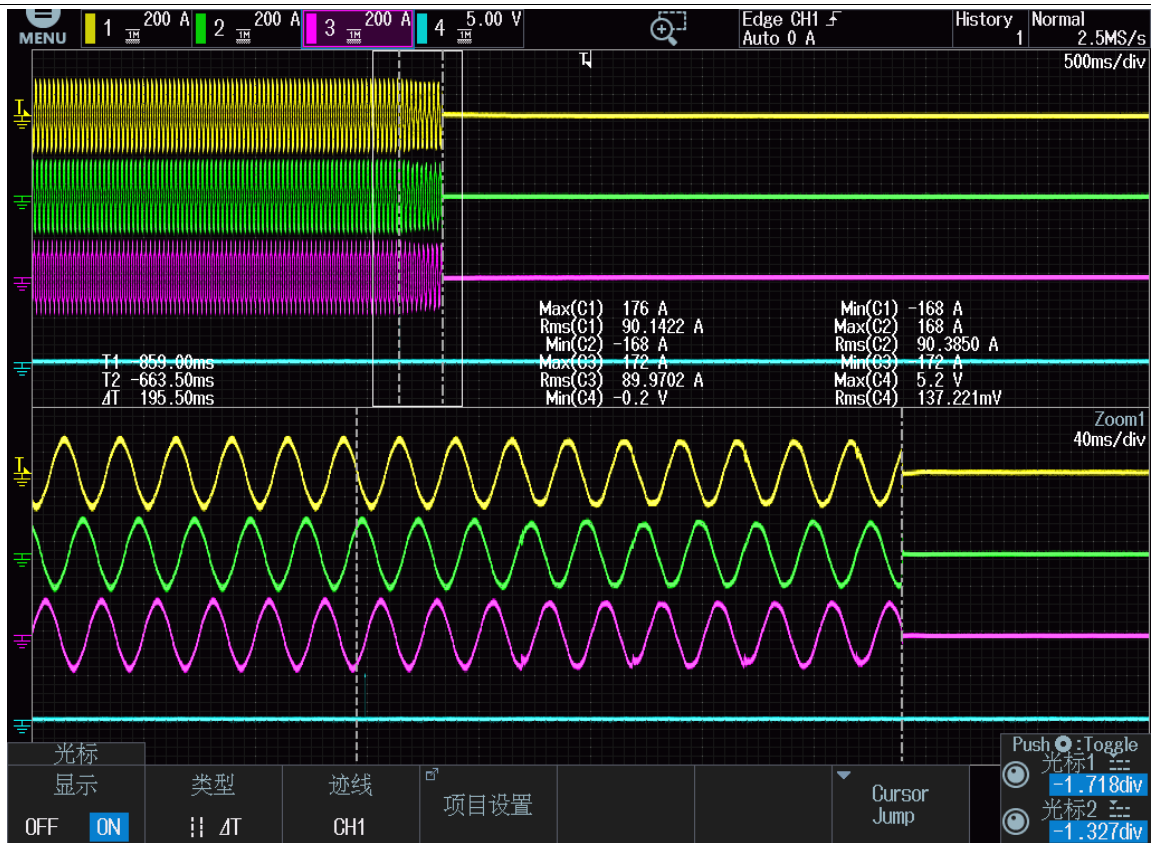 MENU
1 1M 200 A 2 1M 200 A 3 1M 200 A 4 1M 5.00 V
Edge CH1
Auto 0 A
History
1
Normal
2.5MS/s
T
500ms/div
T
Max(C1) 176 A Min(C1) -168 A
Rms(C1) 90.1422 A Max(C2) 168 A
Min(C2) -168 A Rms(C2) 90.3850 A
Max(C3) 172 A Min(C3) 172 A
Rms(C3) 89.9702 A Max(C4) 5.2 V
Min(C4) -0.2 V Rms(C4) 137.221mV
T1 859.00ms
T2 -663.50ms
ΔT 195.50ms
Zoom1
40ms/div
T
光标
显示
OFF ON
类型
ΔT
迹线
CH1
项目设置
Cursor
Jump
Push :Toggle
光标1
-1.718div
光标2
-1.327div